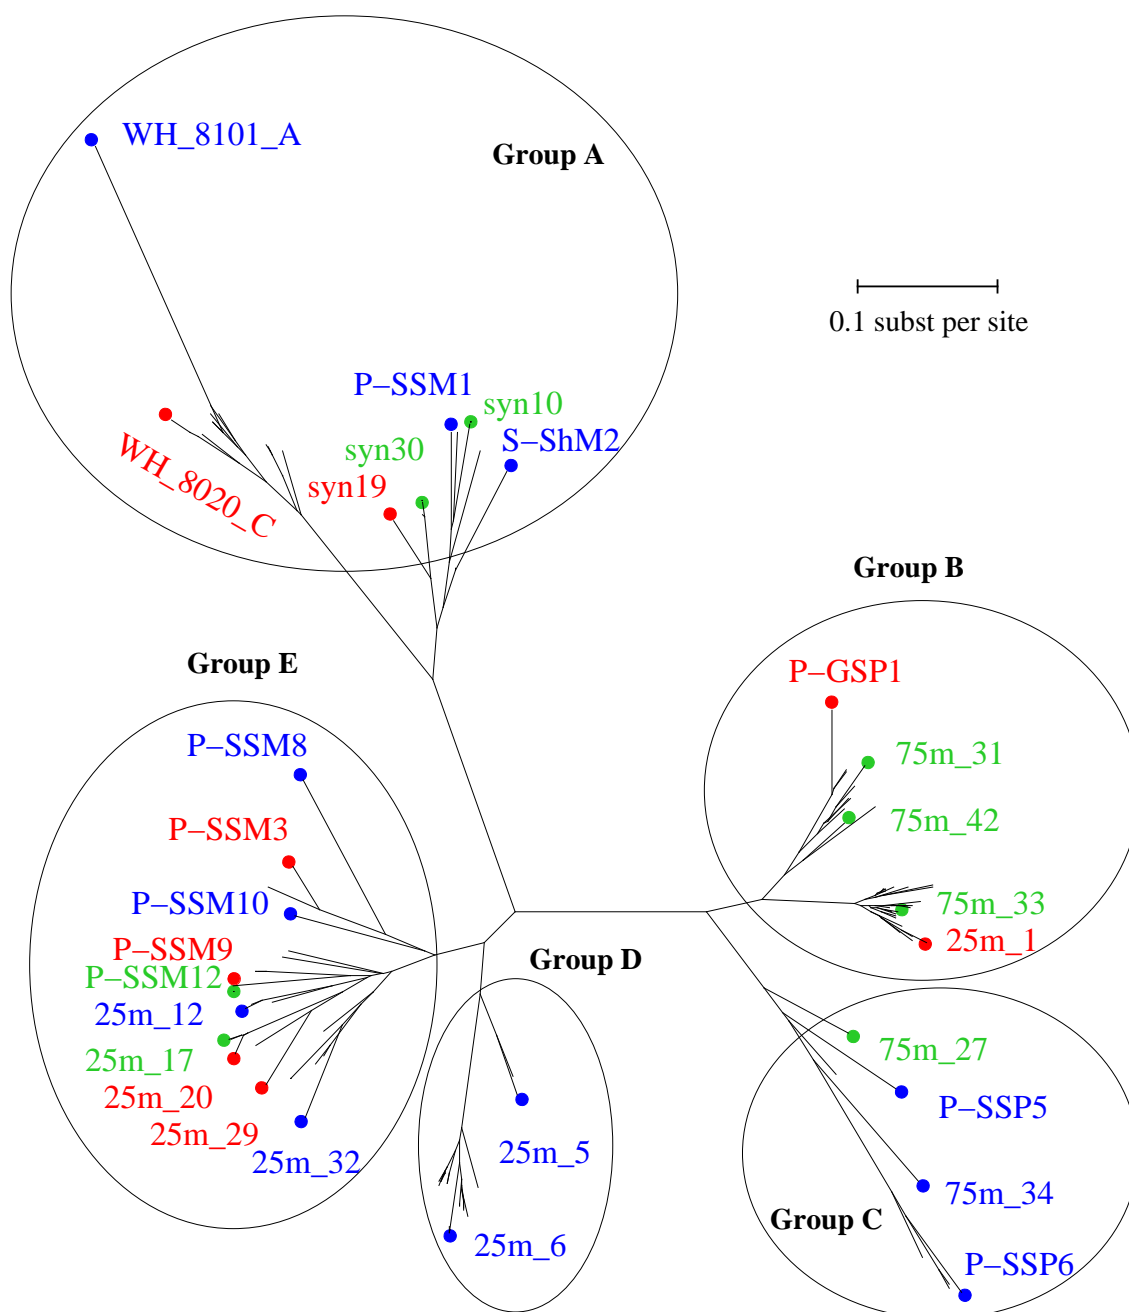 WH_8101_A
Group A
0.1 subst per site
P−SSM1
syn10
S−ShM2
syn30
syn19
WH_8020_C
Group B
Group E
P−GSP1
P−SSM8
75m_31
P−SSM3
75m_42
P−SSM10
75m_33
25m_1
P−SSM9
Group D
P−SSM12
25m_12
25m_17
75m_27
25m_20
P−SSP5
25m_29
25m_32
25m_5
75m_34
Group C
25m_6
P−SSP6